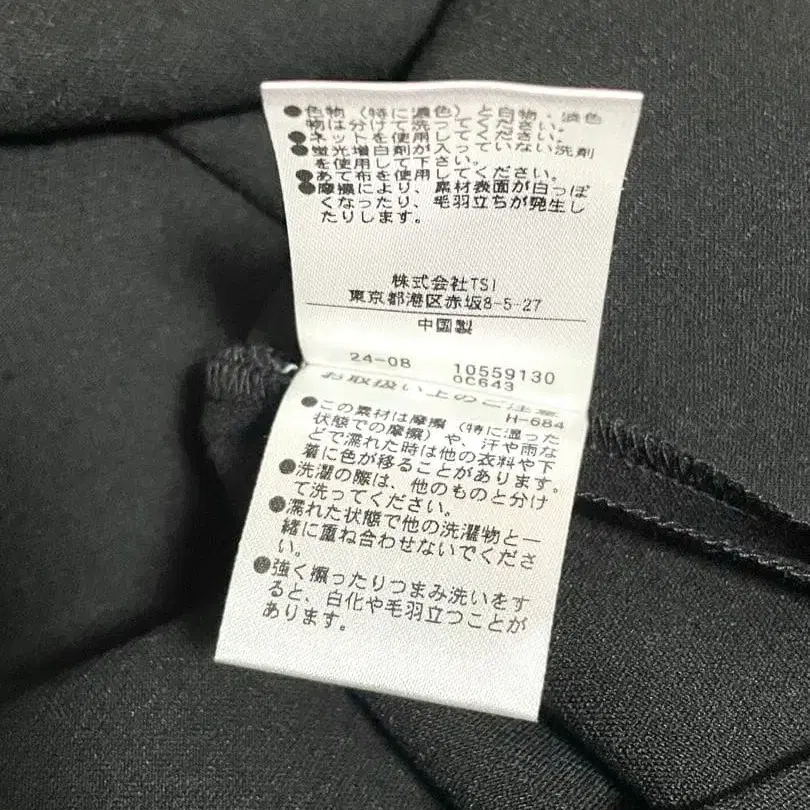 ●色物(特に濃色)と白物、淡色
物は分けて洗ってください。
●ネットを使用してください。
●蛍光増白剤が入っていない洗剤
を使用して下さい。
●あて布を使用してください。
●摩擦により、素材表面が白っぽ
くなったり、毛羽立ちが発生し
たりします。
株式会社TSI
東京都港区赤坂8-5-27
中国製
24-08 10559130
0C643
お取扱い上のご注意
H-684
●この素材は摩擦(特に湿った
状態での摩擦)や、汗や雨な
どで濡れた時は他の衣料や下
着に色が移ることがあります。
●洗濯の際は、他のものと分け
て洗ってください。
●濡れた状態で他の洗濯物と一
緒に重ね合わせないでくださ
い。
●強く擦ったりつまみ洗いをす
ると、白化や毛羽立つことが
あります。